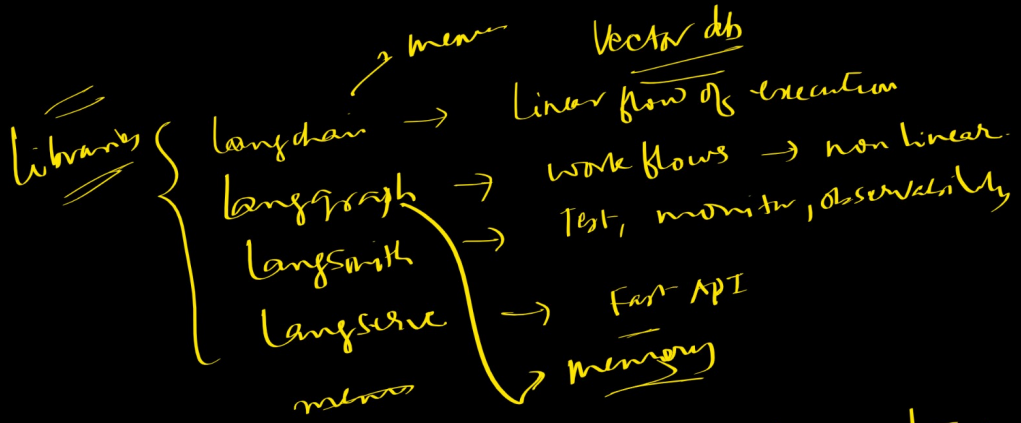 Vector db
Libraries
Langchain → Linear flow of execution
Langgraph → workflows → non linear.
Langsmith → Test, monitor, observability
Langserve → Fast API
memory